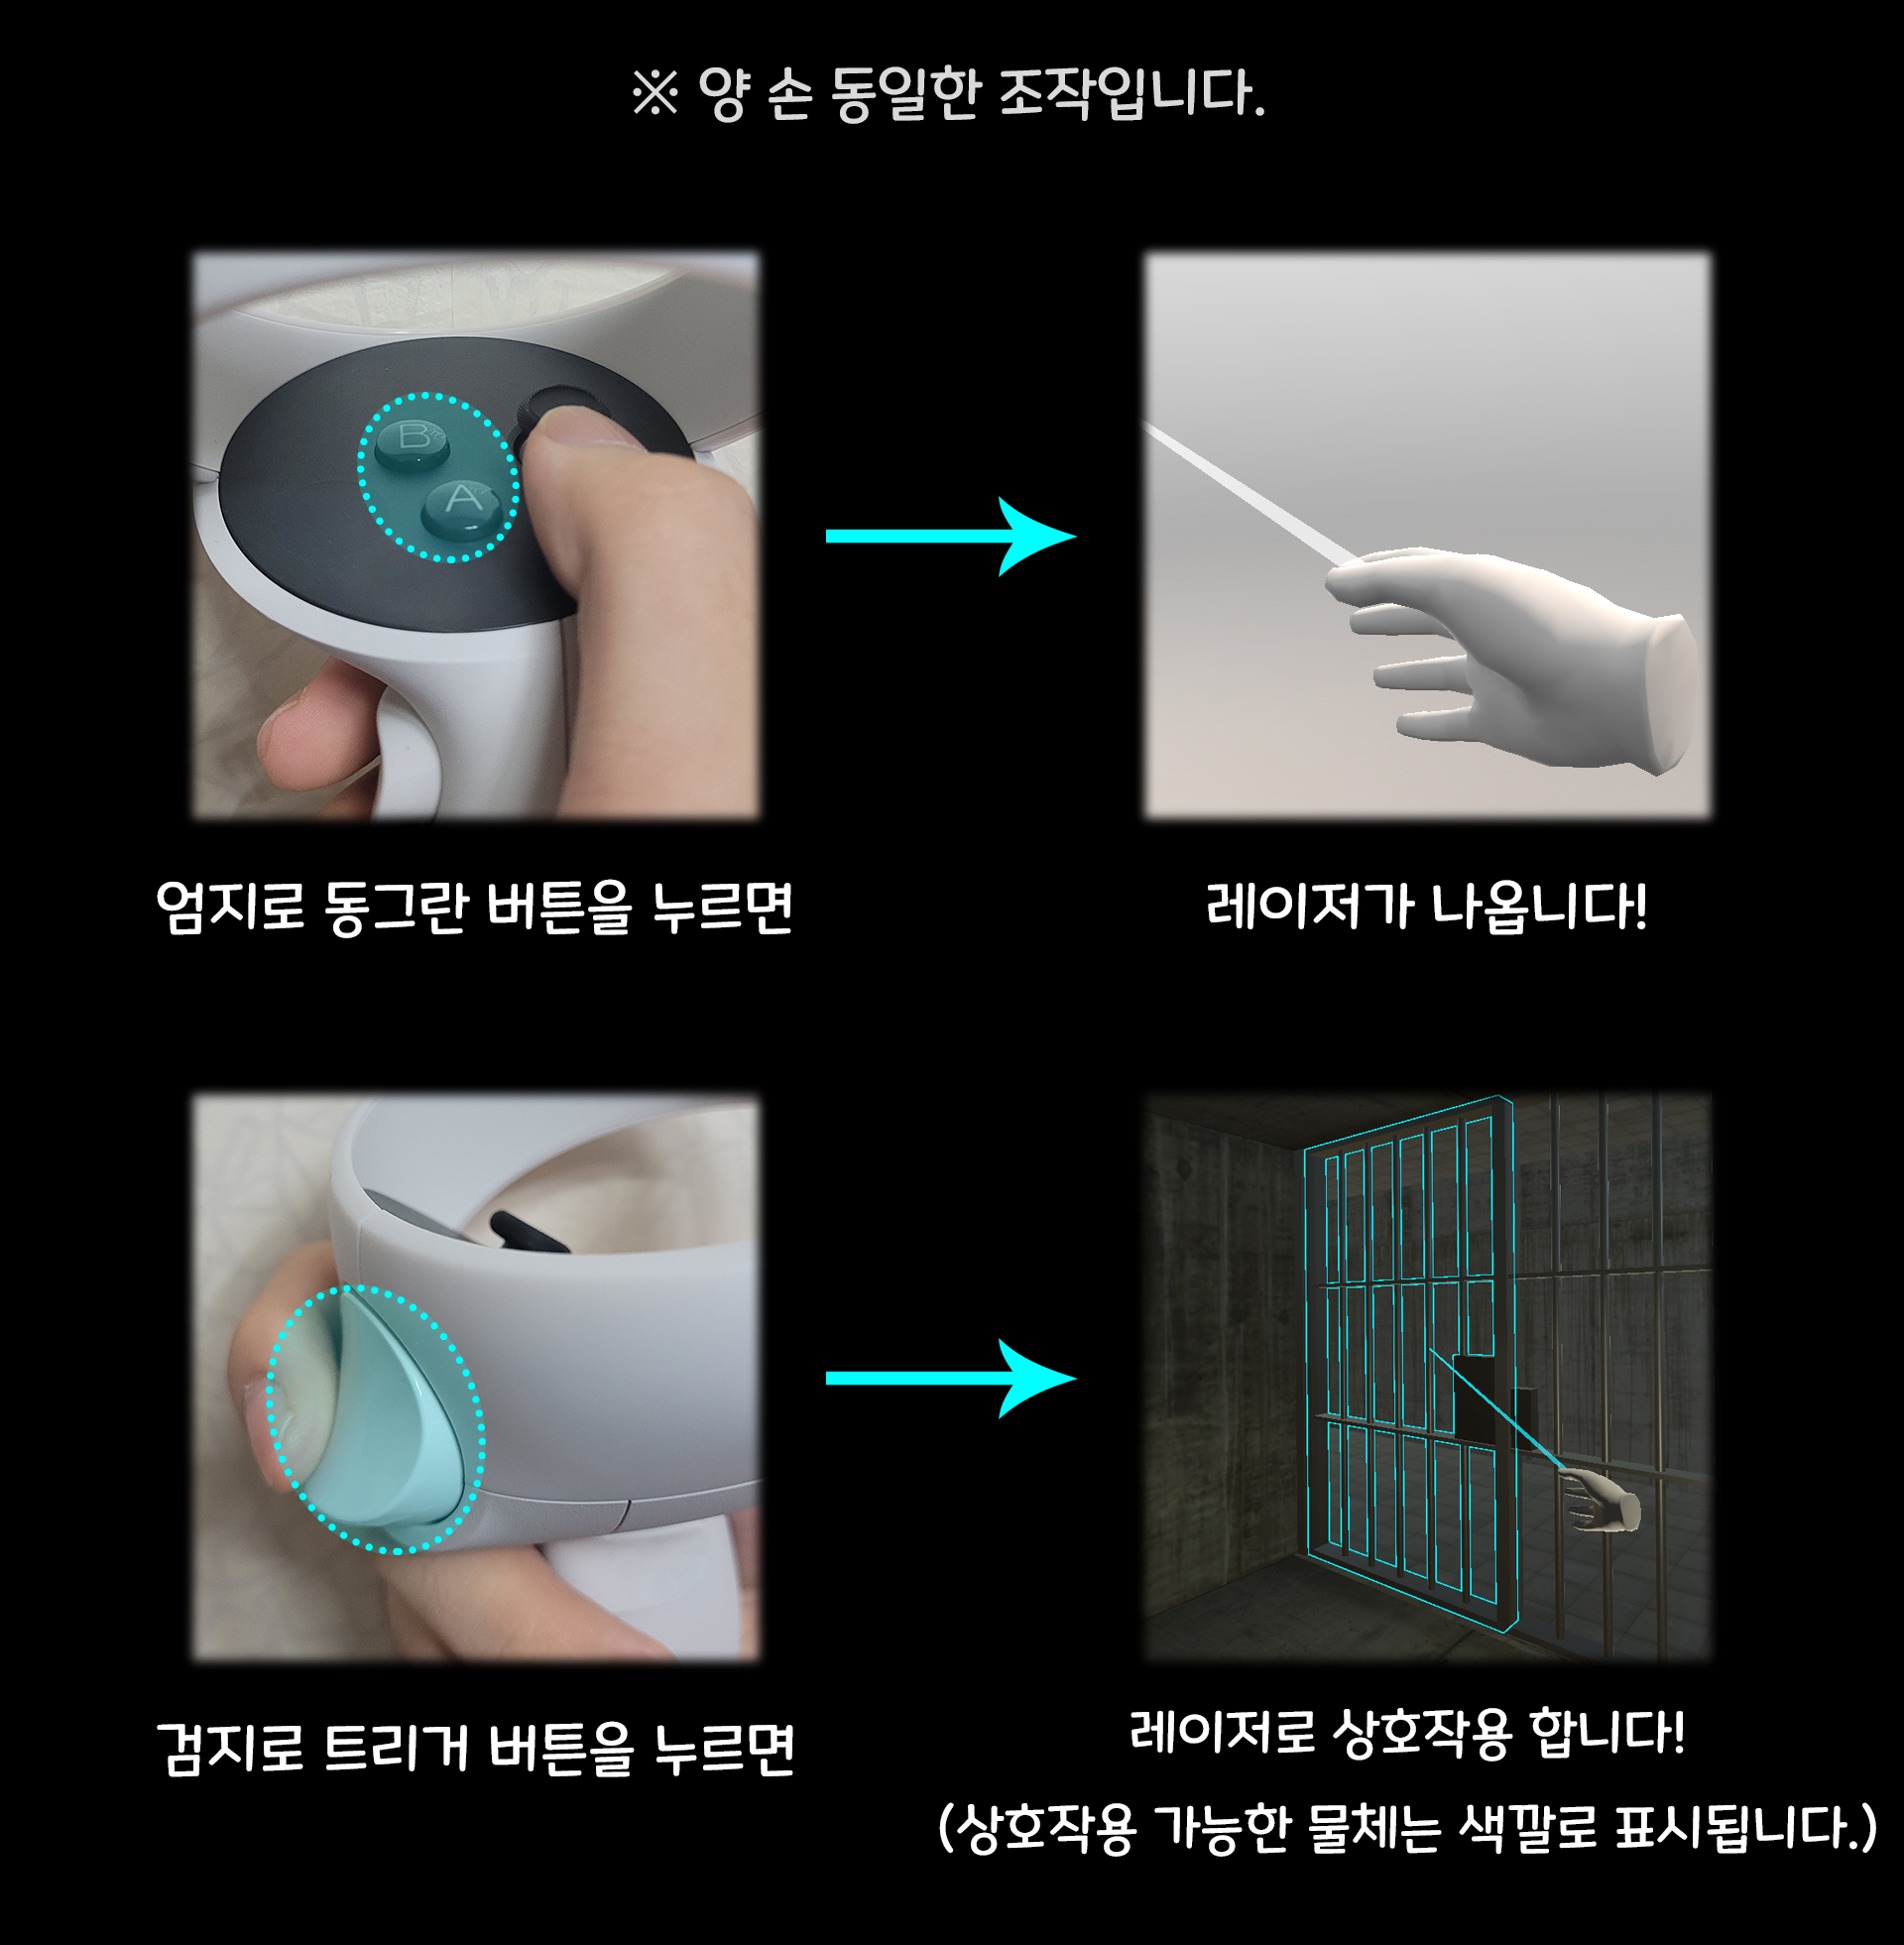 ※ 양 손 동일한 조작입니다.
B
A
엄지로 동그란 버튼을 누르면
레이저가 나옵니다!
검지로 트리거 버튼을 누르면
레이저로 상호작용 합니다!
(상호작용 가능한 물체는 색깔로 표시됩니다.)